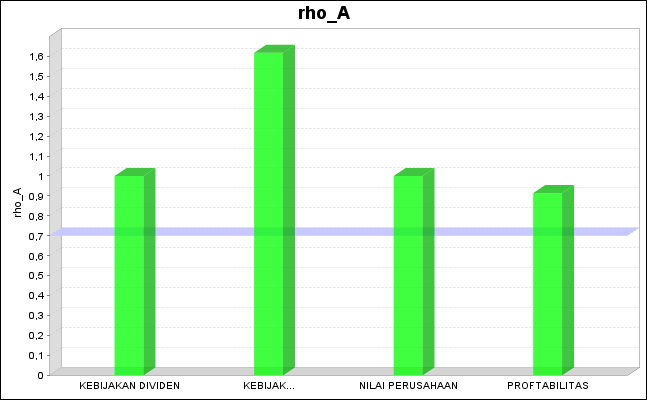 rho_A
1,6
1,5
1,4
1,3
1,2
1,1
1
0,9
0,8
0,7
0,6
0,5
0,4
0,3
0,2
0,1
0
rho_A
KEBIJAKAN DIVIDEN
KEBIJAK...
NILAI PERUSAHAAN
PROFTABILITAS